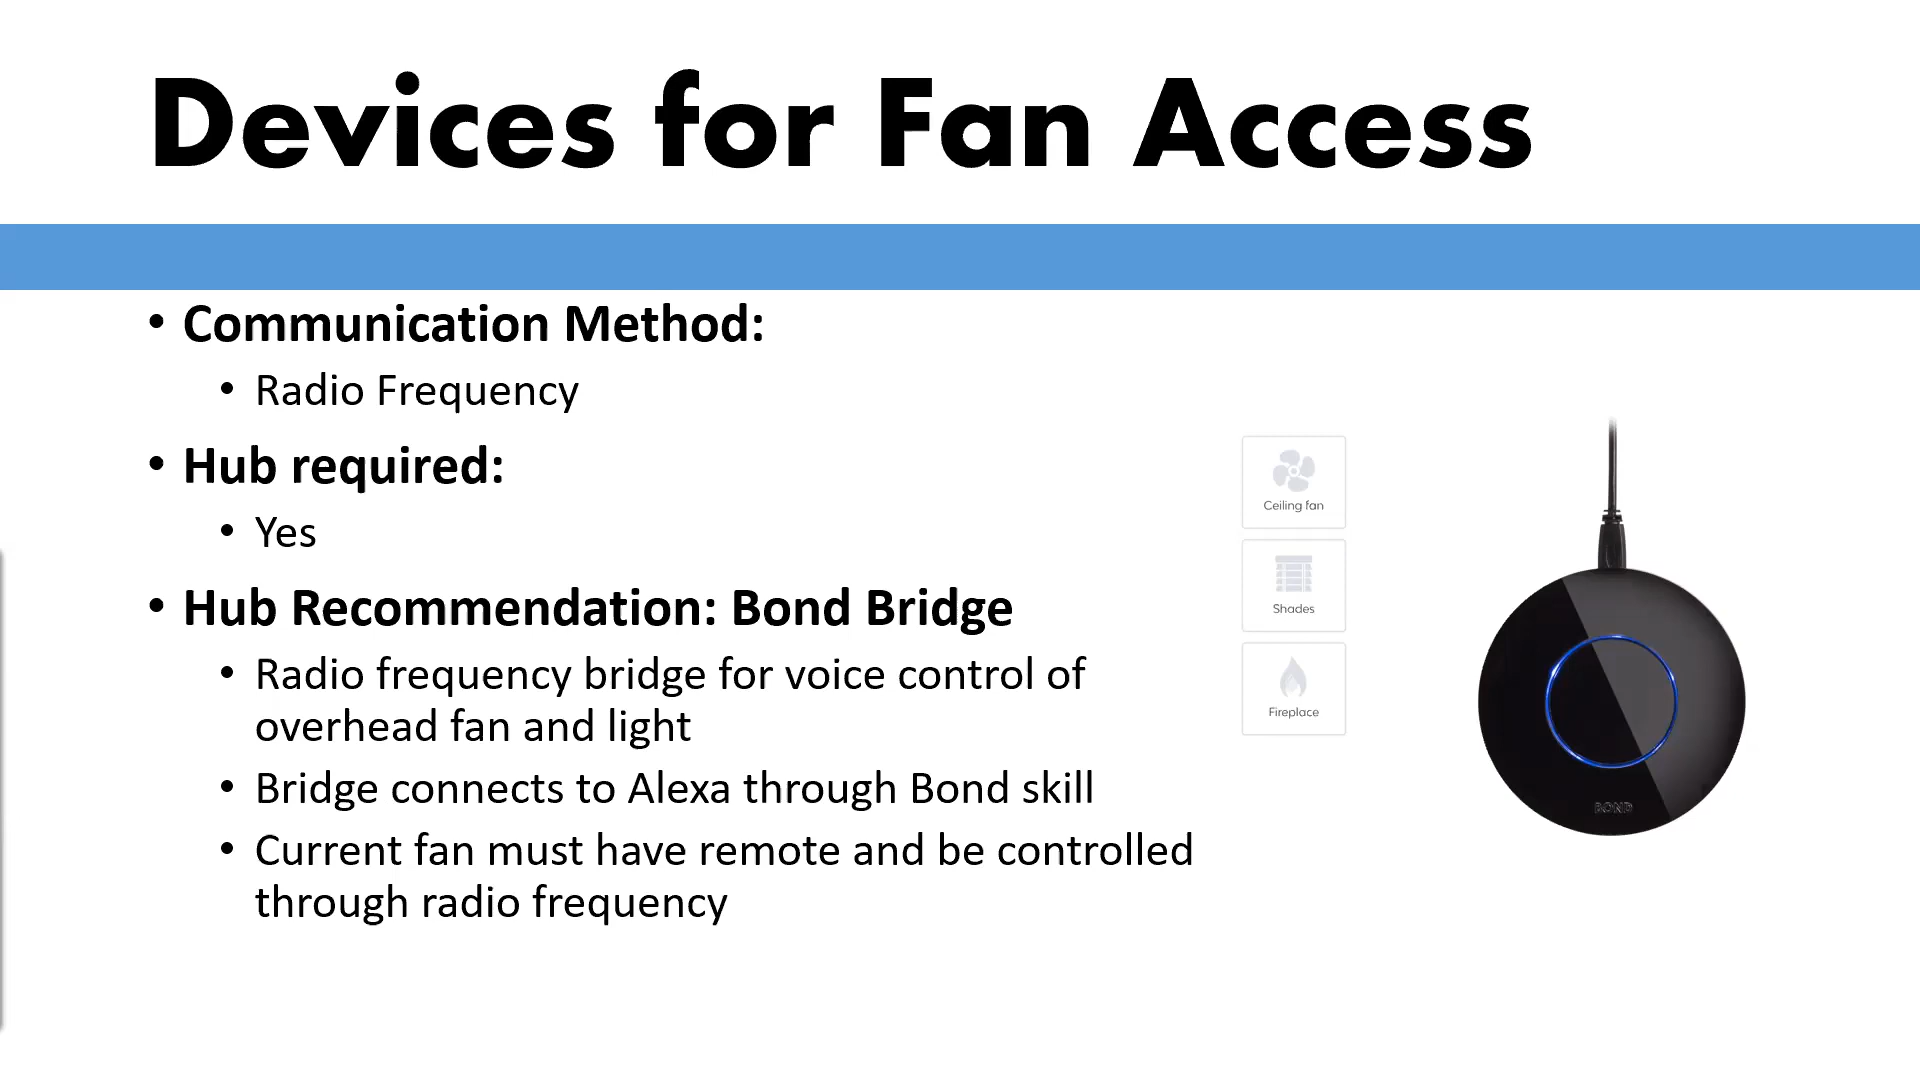 Devices for Fan Access
• Communication Method:
• Radio Frequency
• Hub required:
• Yes
• Hub Recommendation: Bond Bridge
• Radio frequency bridge for voice control of
overhead fan and light
• Bridge connects to Alexa through Bond skill
• Current fan must have remote and be controlled
through radio frequency
Ceiling fan
Shades
Fireplace
BOND